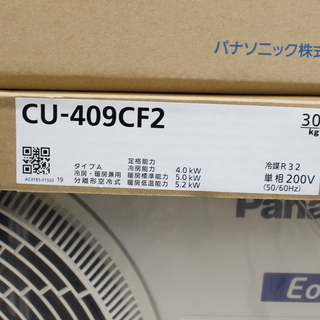 パナソニック株式
CU-409CF2
30
kg
タイプA
冷房・暖房兼用
分離形空冷式
定格能力
冷房能力 4.0 kW
暖房標準能力 5.0 kW
暖房低温能力 5.2 kW
冷媒R32
単相200V
(50/60Hz)
ACXF85-01920 19
Pana
Eo